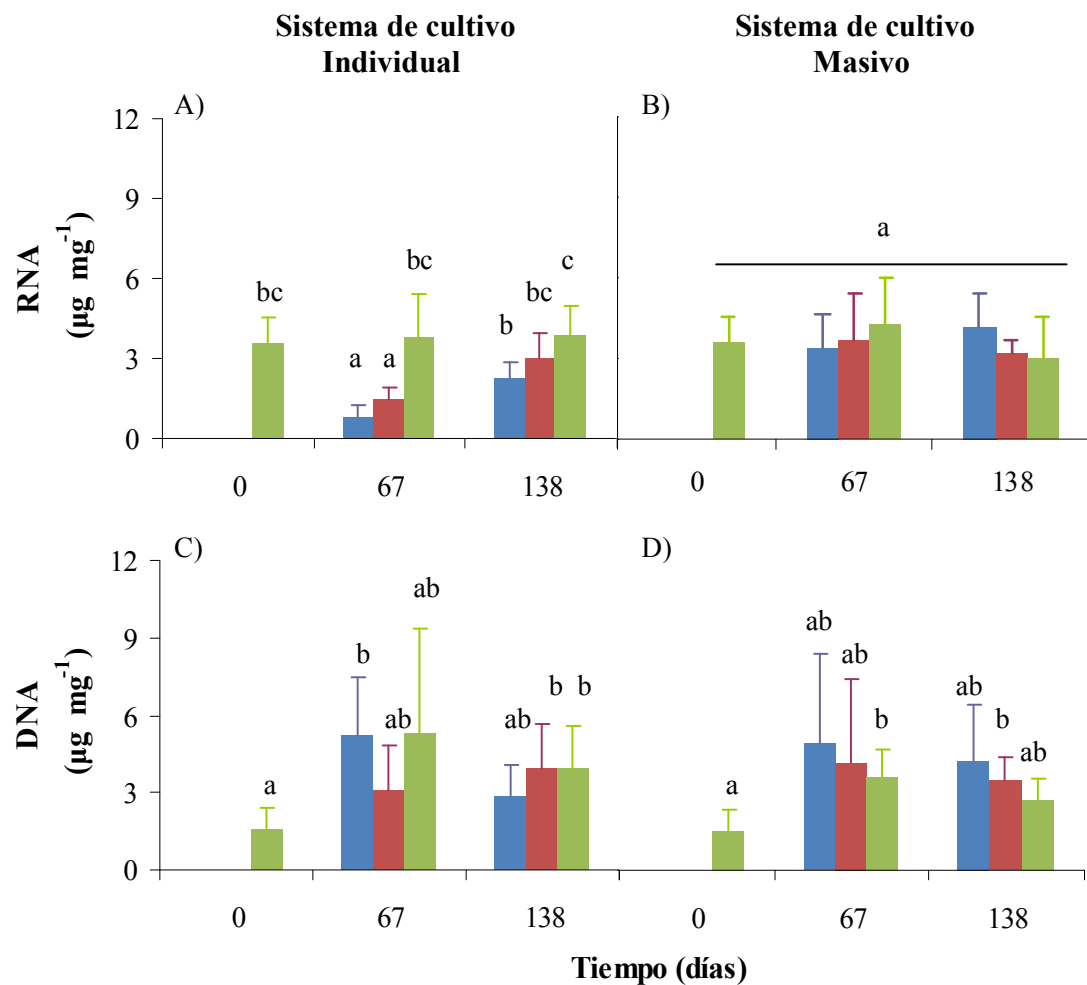 Sistema de cultivo
Individual
Sistema de cultivo
Masivo
A)
B)
12
9
6
3
0
RNA
(µg mg-1)
bc
a
a
bc
b
bc
c
a
0
67
138
0
67
138
C)
D)
12
9
6
3
0
DNA
(µg mg-1)
a
b
ab
ab
ab
b
b
a
ab
ab
b
ab
b
ab
0
67
138
0
67
138
Tiempo (días)